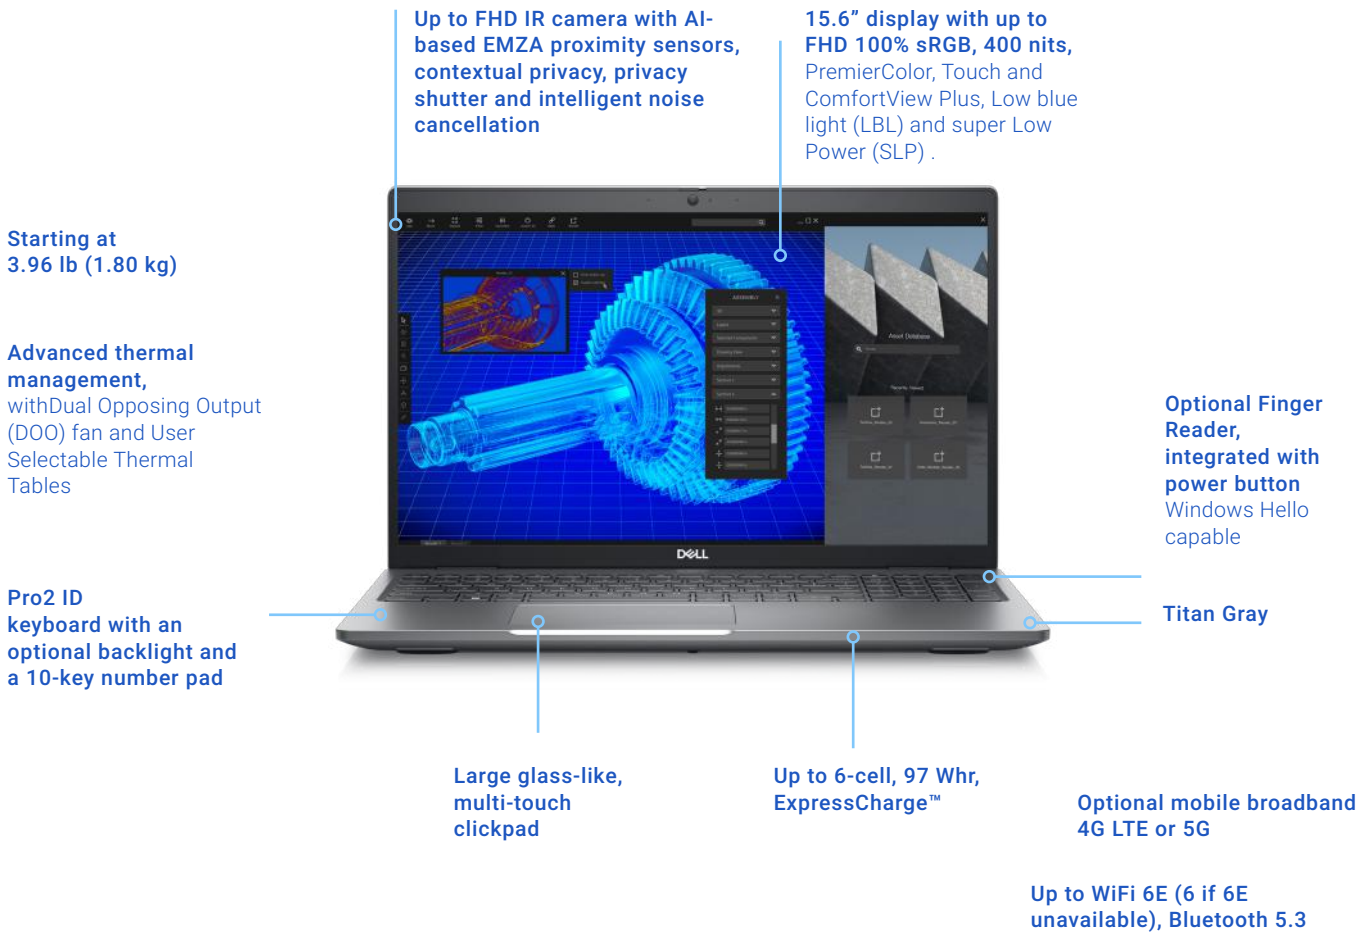 Up to FHD IR camera with AI-
based EMZA proximity sensors,
contextual privacy, privacy
shutter and intelligent noise
cancellation
15.6” display with up to
FHD 100% sRGB, 400 nits,
PremierColor, Touch and
ComfortView Plus, Low blue
light (LBL) and super Low
Power (SLP) .
Starting at
3.96 lb (1.80 kg)
Advanced thermal
management,
withDual Opposing Output
(DOO) fan and User
Selectable Thermal
Tables
ASSEMBLY
Asset Database
Recently Viewed
DELL
Optional Finger
Reader,
integrated with
power button
Windows Hello
capable
Pro2 ID
keyboard with an
optional backlight and
a 10-key number pad
Titan Gray
Large glass-like,
multi-touch
clickpad
Up to 6-cell, 97 Whr,
ExpressCharge™
Optional mobile broadband
4G LTE or 5G
Up to WiFi 6E (6 if 6E
unavailable), Bluetooth 5.3